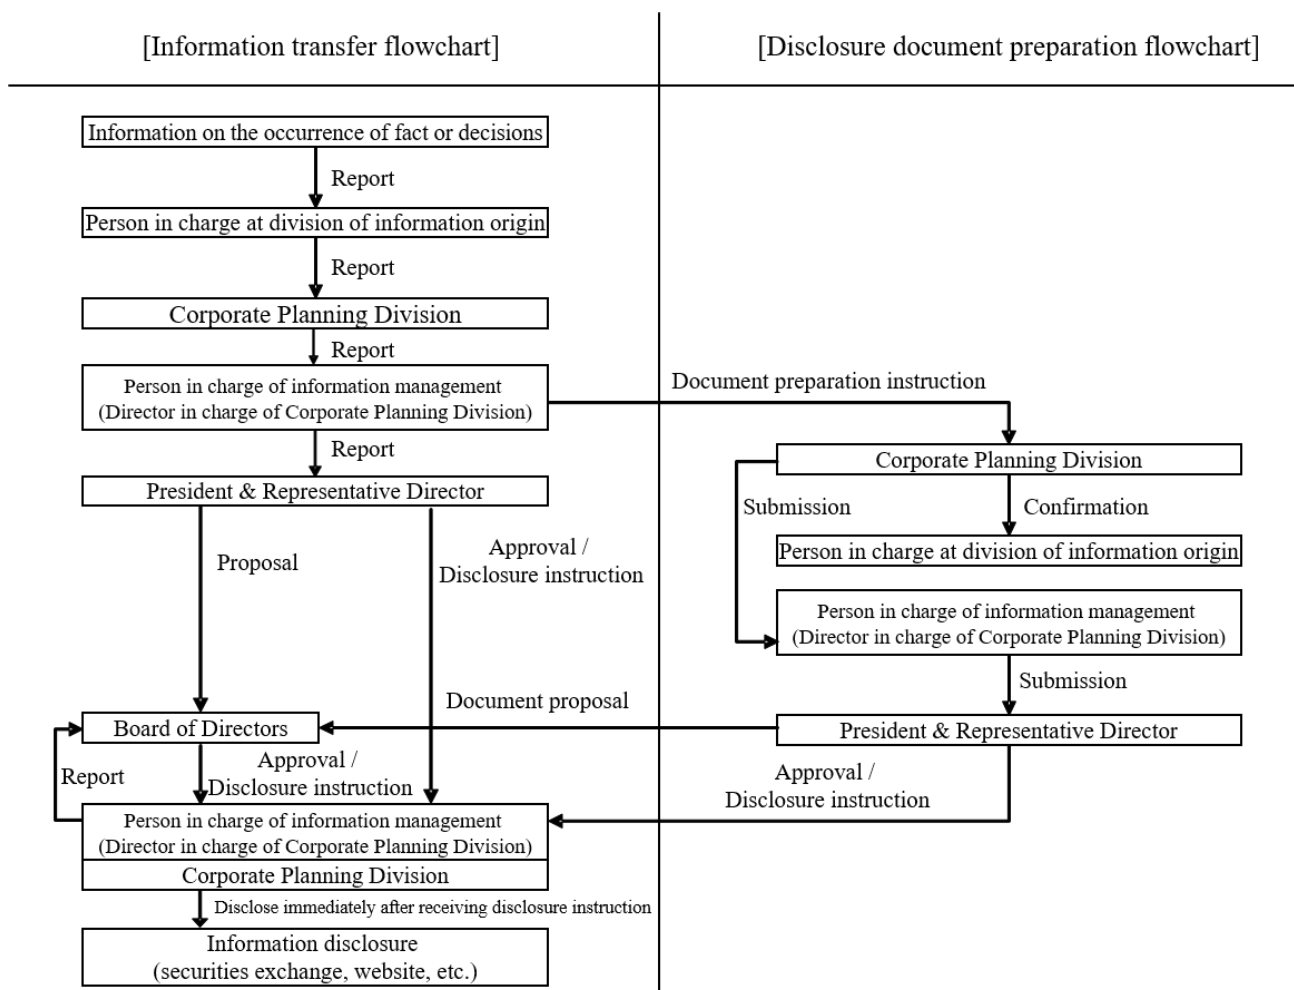 [Information transfer flowchart]
[Disclosure document preparation flowchart]
Information on the occurrence of fact or decisions
Report
Person in charge at division of information origin
Report
Corporate Planning Division
Report
Person in charge of information management
(Director in charge of Corporate Planning Division)
Report
President & Representative Director
Proposal
Approval /
Disclosure instruction
Board of Directors
Report
Approval /
Disclosure instruction
Person in charge of information management
(Director in charge of Corporate Planning Division)
Corporate Planning Division
Disclose immediately after receiving disclosure instruction
Information disclosure
(securities exchange, website, etc.)
Document preparation instruction
Corporate Planning Division
Submission
Confirmation
Person in charge at division of information origin
Person in charge of information management
(Director in charge of Corporate Planning Division)
Submission
Document proposal
President & Representative Director
Approval /
Disclosure instruction